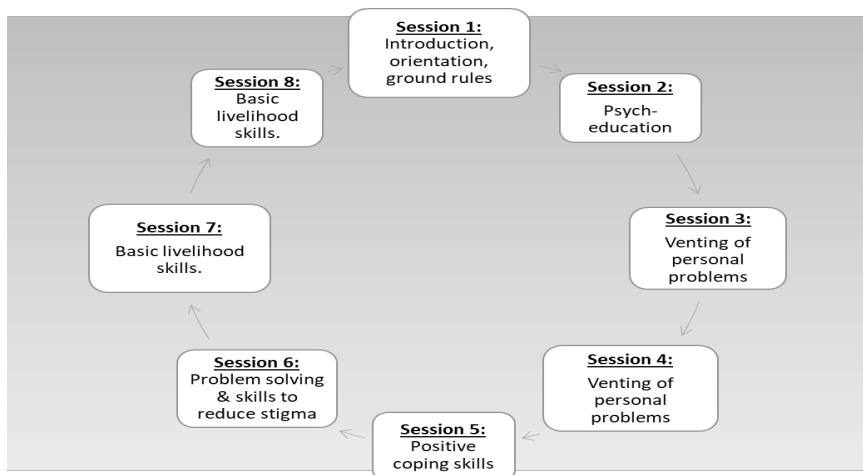 Session 1:
Introduction,
orientation,
ground rules
Session 2:
Psych-
education
Session 3:
Venting of
personal
problems
Session 4:
Venting of
personal
problems
Session 5:
Positive
coping skills
Session 6:
Problem solving
& skills to
reduce stigma
Session 7:
Basic livelihood
skills.
Session 8:
Basic
livelihood
skills.